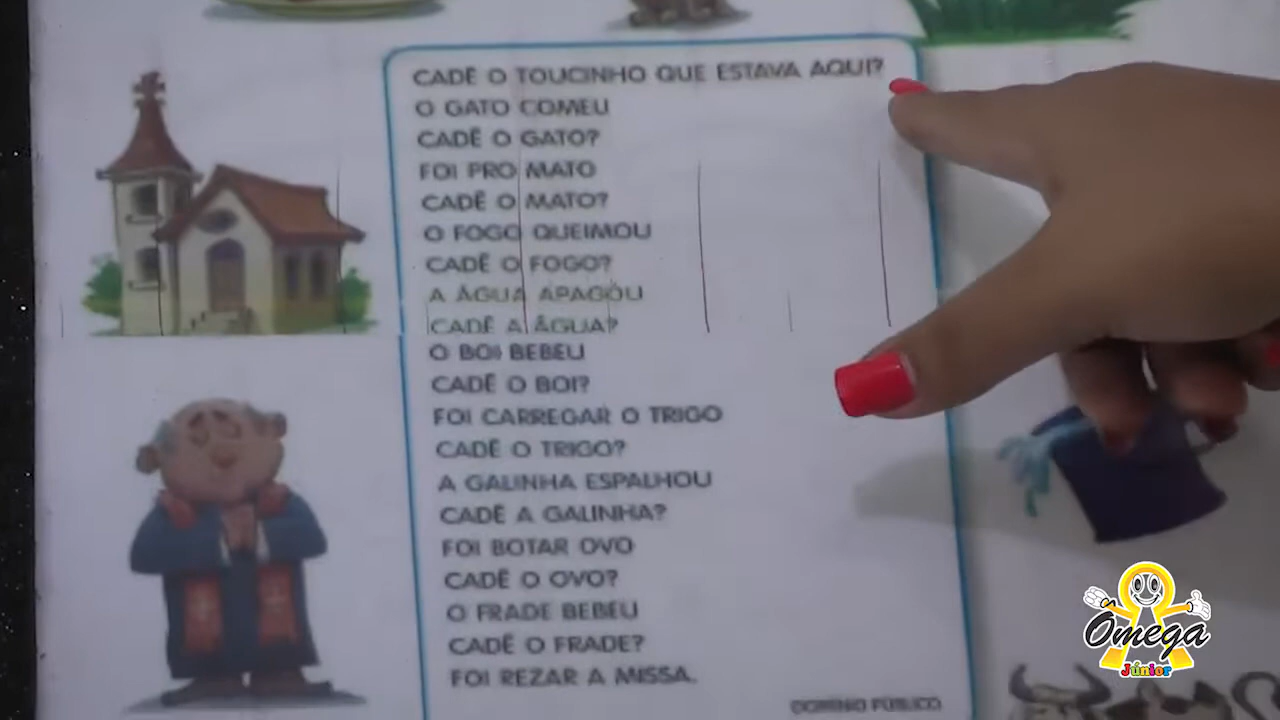 CADÊ O TOUCINHO QUE ESTAVA AQUI?
O GATO COMEU
CADÊ O GATO?
FOI PRO MATO
CADÊ O MATO?
O FOGO QUEIMOU
CADÊ O FOGO?
A ÁGUA APAGOU
CADÊ A ÁGUA?
O BOI BEBEU
CADÊ O BOI?
FOI CARREGAR O TRIGO
CADÊ O TRIGO?
A GALINHA ESPALHOU
CADÊ A GALINHA?
FOI BOTAR OVO
CADÊ O OVO?
O FRADE BEBEU
CADÊ O FRADE?
FOI REZAR A MISSA.
DOMÍNIO PÚBLICO
Omega
Júnior